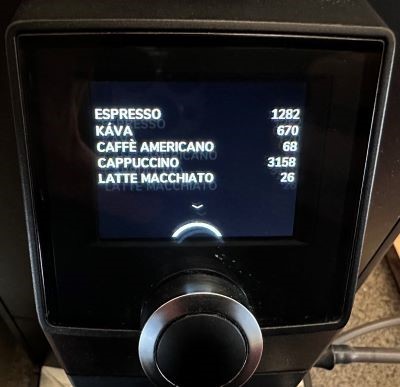 ESPRESSO 1282
KÁVA 670
CAFFÈ AMERICANO 68
CAPPUCCINO 3158
LATTE MACCHIATO 26